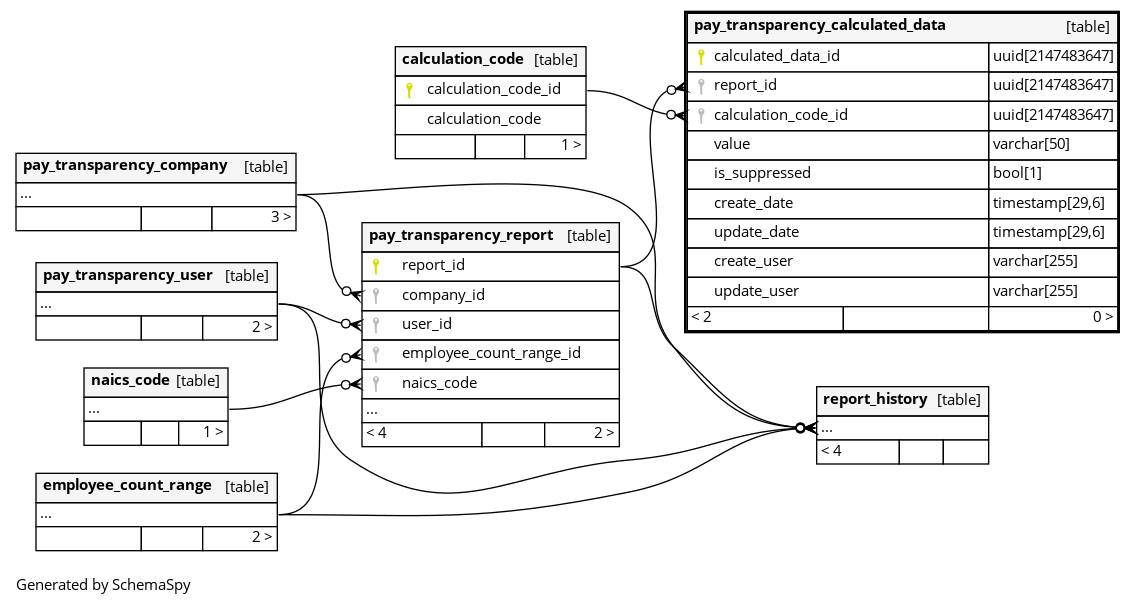 pay_transparency_calculated_data [table]
calculated_data_id uuid[2147483647]
report_id uuid[2147483647]
calculation_code_id uuid[2147483647]
value varchar[50]
is_suppressed bool[1]
create_date timestamp[29,6]
update_date timestamp[29,6]
create_user varchar[255]
update_user varchar[255]
< 2 0 >
calculation_code [table]
calculation_code_id
calculation_code
1 >
pay_transparency_company [table]
...
3 >
pay_transparency_report [table]
report_id
company_id
user_id
employee_count_range_id
naics_code
...
< 4 2 >
pay_transparency_user [table]
...
2 >
naics_code [table]
...
1 >
report_history [table]
...
< 4
employee_count_range [table]
...
2 >
Generated by SchemaSpy